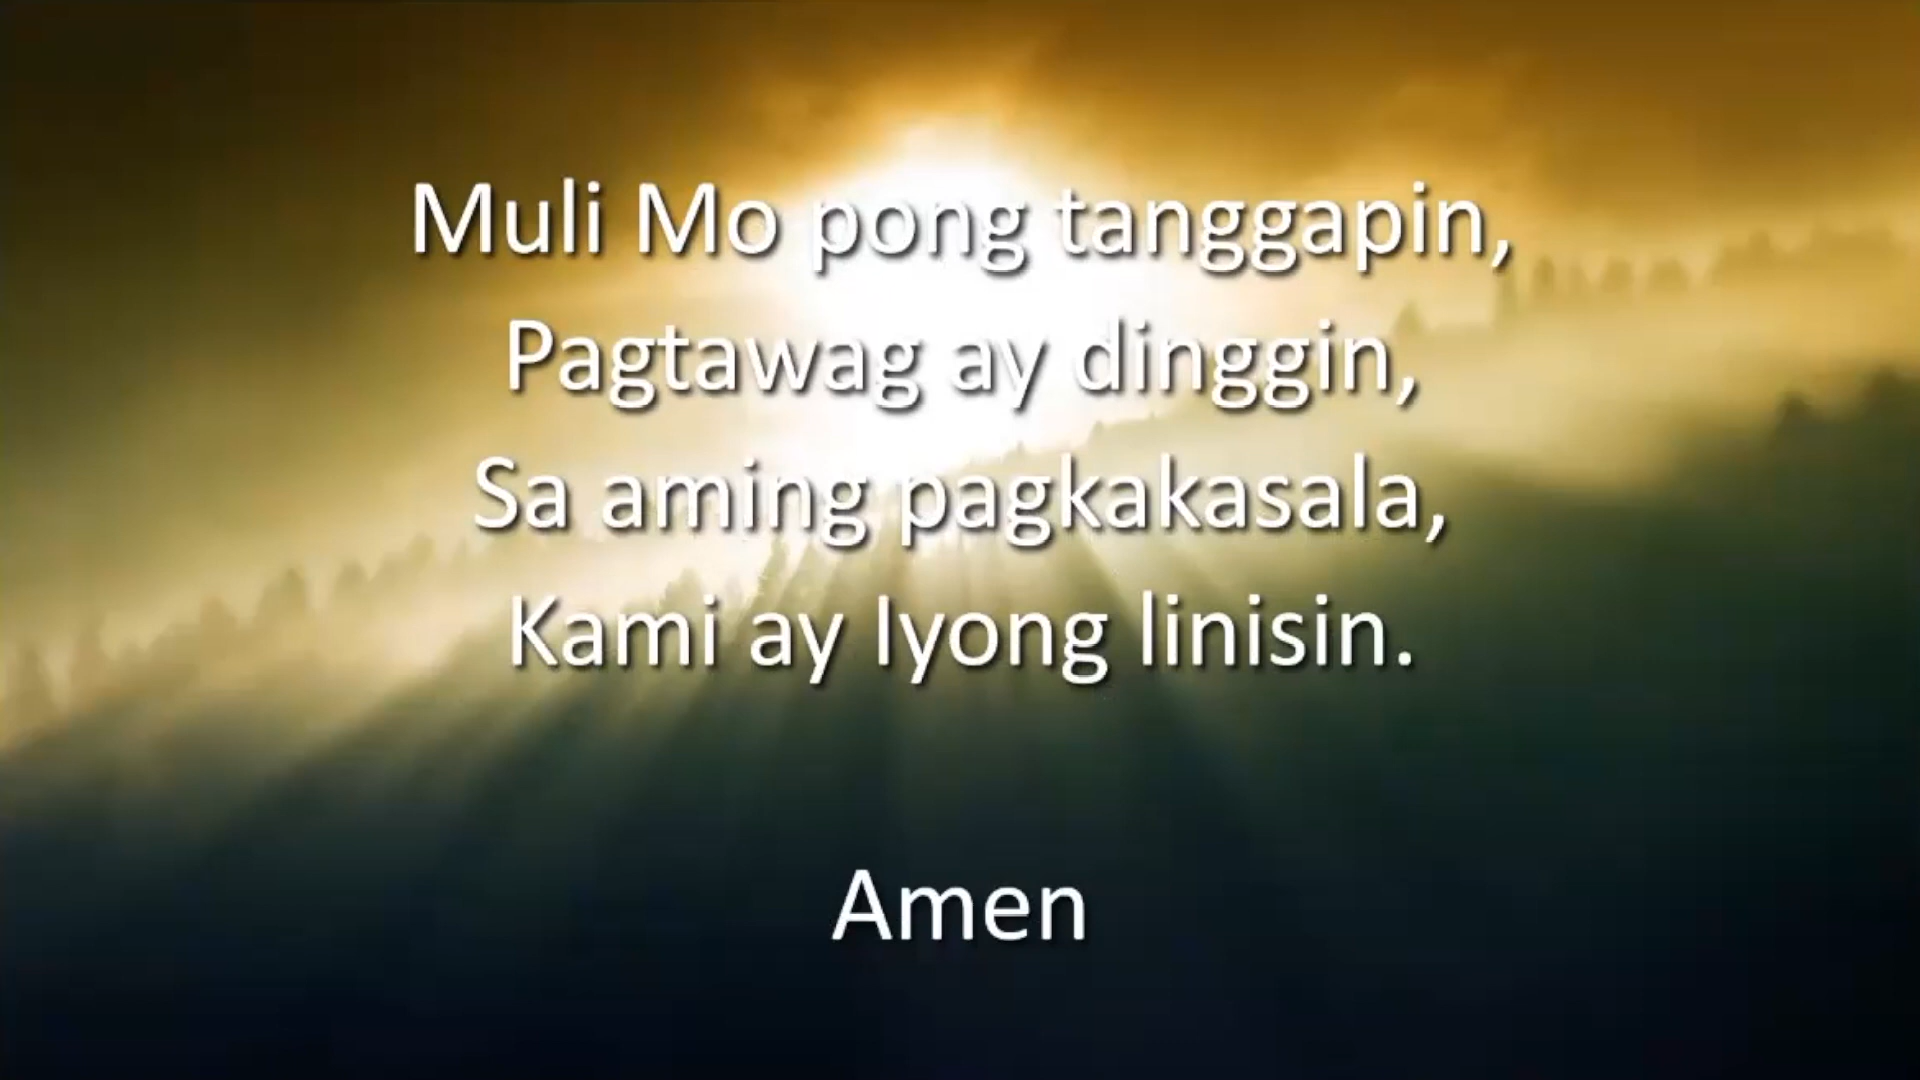 Muli Mo pong tanggapin,
Pagtawag ay dinggin,
Sa aming pagkakasala,
Kami ay Iyong linisin.
Amen